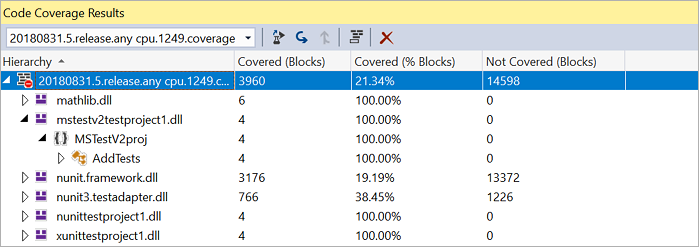 Code Coverage Results
20180831.5.release.any cpu.1249.coverage
Hierarchy Covered (Blocks) Covered (% Blocks) Not Covered (Blocks)
20180831.5.release.any cpu.1249.c... 3960 21.34% 14598
mathlib.dll 6 100.00% 0
mstestv2testproject1.dll 4 100.00% 0
{ } MSTestV2proj 4 100.00% 0
AddTests 4 100.00% 0
nunit.framework.dll 3176 19.19% 13372
nunit3.testadapter.dll 766 38.45% 1226
nunittestproject1.dll 4 100.00% 0
xunittestproject1.dll 4 100.00% 0